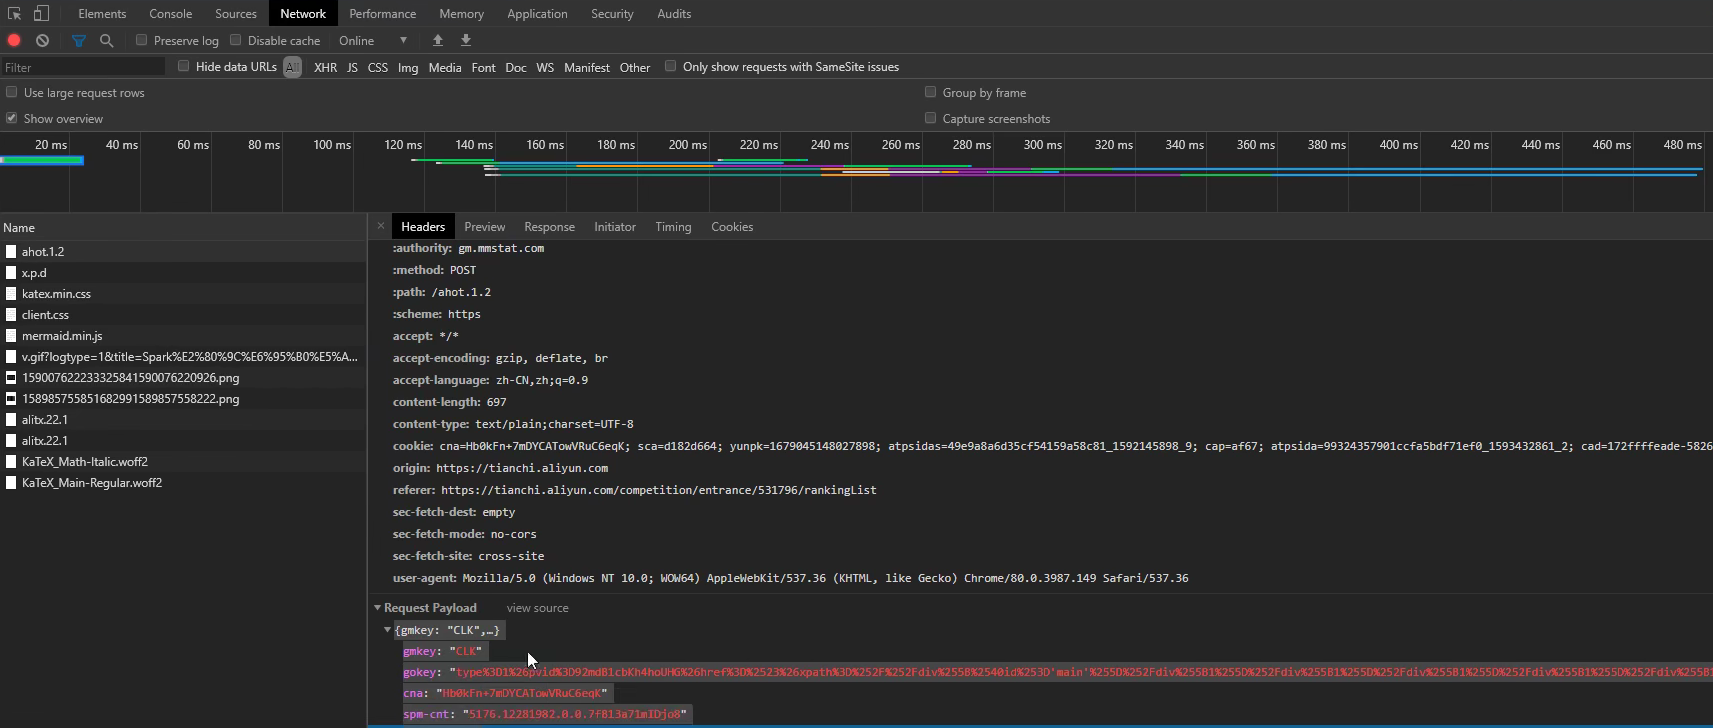 Elements Console Sources Network Performance Memory Application Security Audits
Preserve log Disable cache Online
Filter Hide data URLs All XHR JS CSS Img Media Font Doc WS Manifest Other Only show requests with SameSite issues
Use large request rows Group by frame
Show overview Capture screenshots
20 ms 40 ms 60 ms 80 ms 100 ms 120 ms 140 ms 160 ms 180 ms 200 ms 220 ms 240 ms 260 ms 280 ms 300 ms 320 ms 340 ms 360 ms 380 ms 400 ms 420 ms 440 ms 460 ms 480 ms
Name
ahot.1.2
x.p.d
katex.min.css
client.css
mermaid.min.js
v.gif?logtype=1&title=Spark%E2%80%9C%E6%95%B0%E5%A...
15900762223332584159007622​0926.png
15898575585168299158985755​8222.png
alitx.22.1
alitx.22.1
KaTeX_Math-Italic.woff2
KaTeX_Main-Regular.woff2
× Headers Preview Response Initiator Timing Cookies
:authority: gm.mmstat.com
:method: POST
:path: /ahot.1.2
:scheme: https
accept: */*
accept-encoding: gzip, deflate, br
accept-language: zh-CN,zh;q=0.9
content-length: 697
content-type: text/plain;charset=UTF-8
cookie: cna=Hb0kFn+7mDYCATowVRuC6eqK; sca=d182d664; yunpk=1679045148027898; atpsidas=49e9a8a6d35cf54159a58c81_1592145898_9; cap=af67; atpsida=99324357901ccfa5bdf71ef0_1593432861_2; cad=172ffffeade-5826
origin: https://tianchi.aliyun.com
referer: https://tianchi.aliyun.com/competition/entrance/531796/rankingList
sec-fetch-dest: empty
sec-fetch-mode: no-cors
sec-fetch-site: cross-site
user-agent: Mozilla/5.0 (Windows NT 10.0; WOW64) AppleWebKit/537.36 (KHTML, like Gecko) Chrome/80.0.3987.149 Safari/537.36
Request Payload view source
{gmkey: "CLK",…}
gmkey: "CLK"
gokey: "type%3D1%26pvid%3D92mdB1cbKh4hoUHG%26href%3D%2523%26xpath%3D%252F%252Fdiv%255B%2540id%253D'main'%255D%252Fdiv%255B1%255D%252Fdiv%255B1%255D%252Fdiv%255B1%255D%252Fdiv%255B1%255D%252Fdiv%255B1
cna: "Hb0kFn+7mDYCATowVRuC6eqK"
spm-cnt: "5176.12281982.0.0.7f813a71mIDjo8"